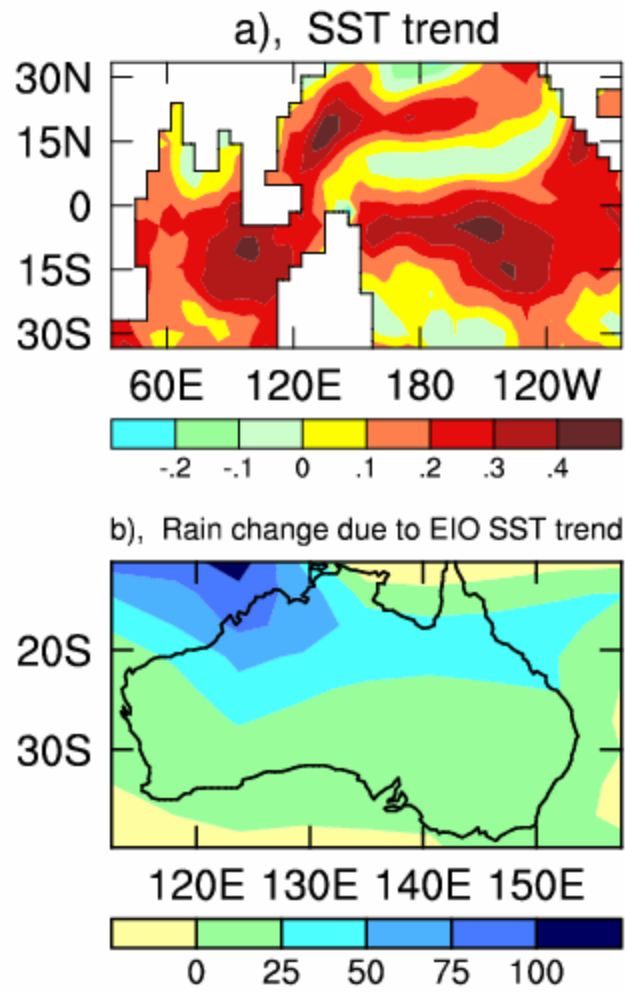 a),  SST trend
30N
15N
0
15S
30S
60E 120E 180 120W
-.2 -.1 0 .1 .2 .3 .4
b),  Rain change due to EIO SST trend
20S
30S
120E 130E 140E 150E
0 25 50 75 100